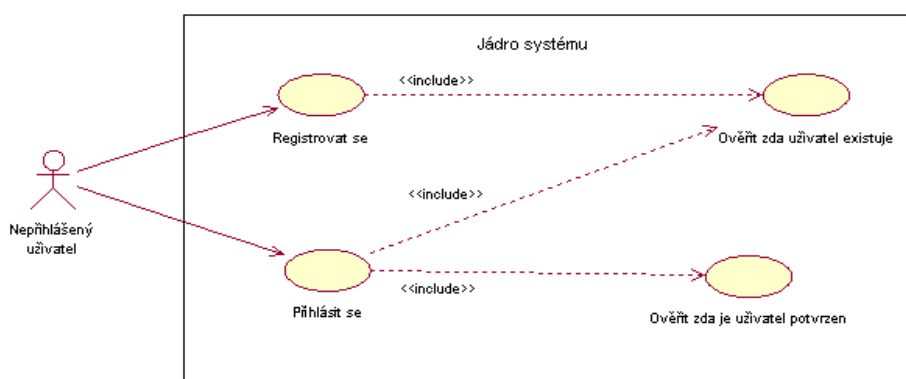 Jádro systému
<<include>>
Registrovat se
Ověřit zda uživatel existuje
<<include>>
Nepřihlášený
uživatel
<<include>>
Přihlásit se
Ověřit zda je uživatel potvrzen